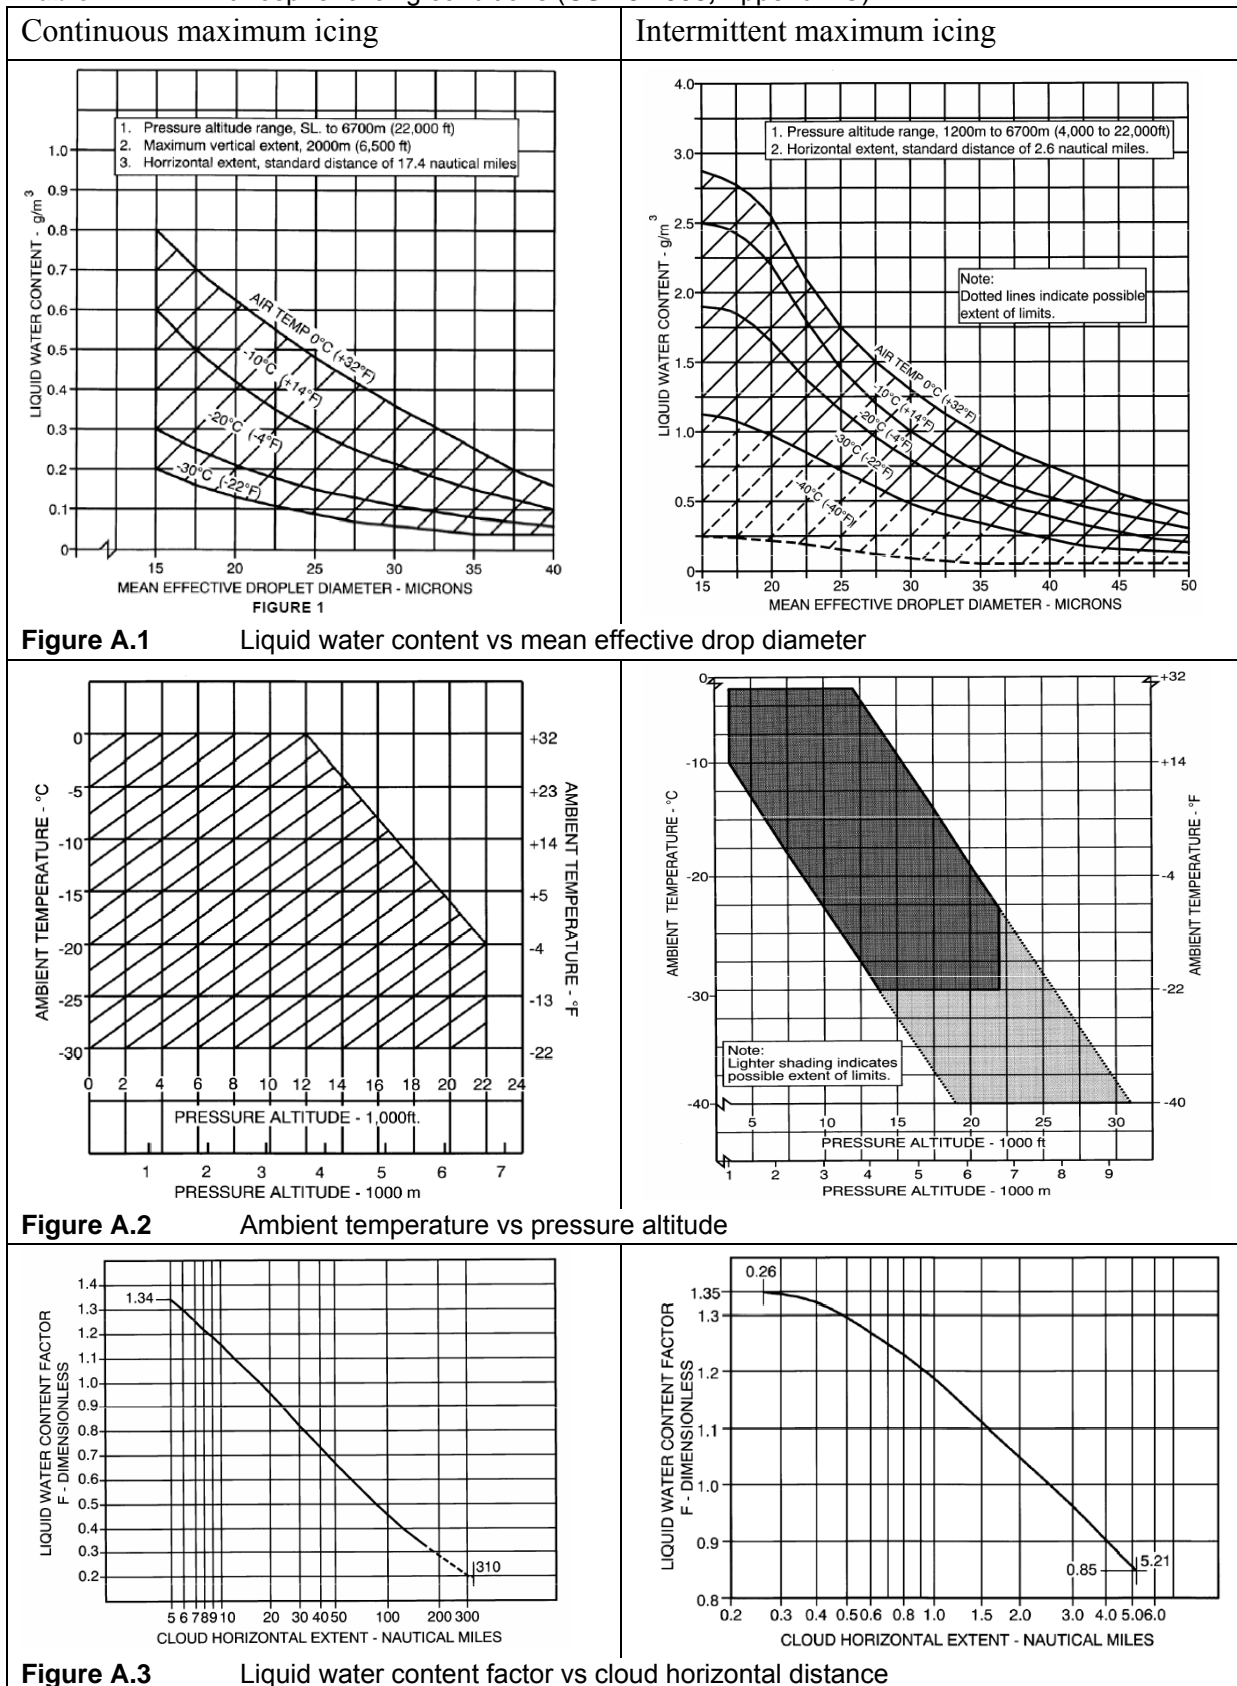 Continuous maximum icing
Intermittent maximum icing
1. Pressure altitude range, SL. to 6700m (22,000 ft)
2. Maximum vertical extent, 2000m (6,500 ft)
3. Horrizontal extent, standard distance of 17.4 nautical miles
1.0
0.9
0.8
0.7
0.6
0.5
0.4
0.3
0.2
0.1
0
LIQUID WATER CONTENT - g/m3
AIR TEMP 0°C (+32°F)
-10°C (+14°F)
-20°C (-4°F)
-30°C (-22°F)
15 20 25 30 35 40
MEAN EFFECTIVE DROPLET DIAMETER - MICRONS
FIGURE 1
4.0
3.0
2.5
2.0
1.5
1.0
0.5
0
LIQUID WATER CONTENT - g/m3
1. Pressure altitude range, 1200m to 6700m (4,000 to 22,000ft)
2. Horizontal extent, standard distance of 2.6 nautical miles.
Note:
Dotted lines indicate possible
extent of limits.
AIR TEMP 0°C (+32°F)
-10°C (+14°F)
-20°C (-4°F)
-30°C (-22°F)
-40°C (-40°F)
15 20 25 30 35 40 45 50
MEAN EFFECTIVE DROPLET DIAMETER - MICRONS
Figure A.1 Liquid water content vs mean effective drop diameter
0
-5
-10
-15
-20
-25
-30
AMBIENT TEMPERATURE - °C
+32
+23
+14
+5
-4
-13
-22
AMBIENT TEMPERATURE - °F
0 2 4 6 8 10 12 14 16 18 20 22 24
PRESSURE ALTITUDE - 1,000ft.
1 2 3 4 5 6 7
PRESSURE ALTITUDE - 1000 m
0
-10
-20
-30
-40
AMBIENT TEMPERATURE - °C
+32
+14
-4
-22
-40
AMBIENT TEMPERATURE - °F
Note:
Lighter shading indicates
possible extent of limits.
5 10 15 20 25 30
PRESSURE ALTITUDE - 1000 ft
1 2 3 4 5 6 7 8 9
PRESSURE ALTITUDE - 1000 m
Figure A.2 Ambient temperature vs pressure altitude
1.4
1.3
1.2
1.1
1.0
0.9
0.8
0.7
0.6
0.5
0.4
0.3
0.2
LIQUID WATER CONTENT FACTOR
F - DIMENSIONLESS
1.34
310
5 6 7 8 9 10 20 30 40 50 100 200 300
CLOUD HORIZONTAL EXTENT - NAUTICAL MILES
1.35
1.3
1.2
1.1
1.0
0.9
0.8
LIQUID WATER CONTENT FACTOR
F - DIMENSIONLESS
0.26
0.85
5.21
0.2 0.3 0.4 0.5 0.6 0.8 1.0 1.5 2.0 3.0 4.0 5.0 6.0
CLOUD HORIZONTAL EXTENT - NAUTICAL MILES
Figure A.3 Liquid water content factor vs cloud horizontal distance